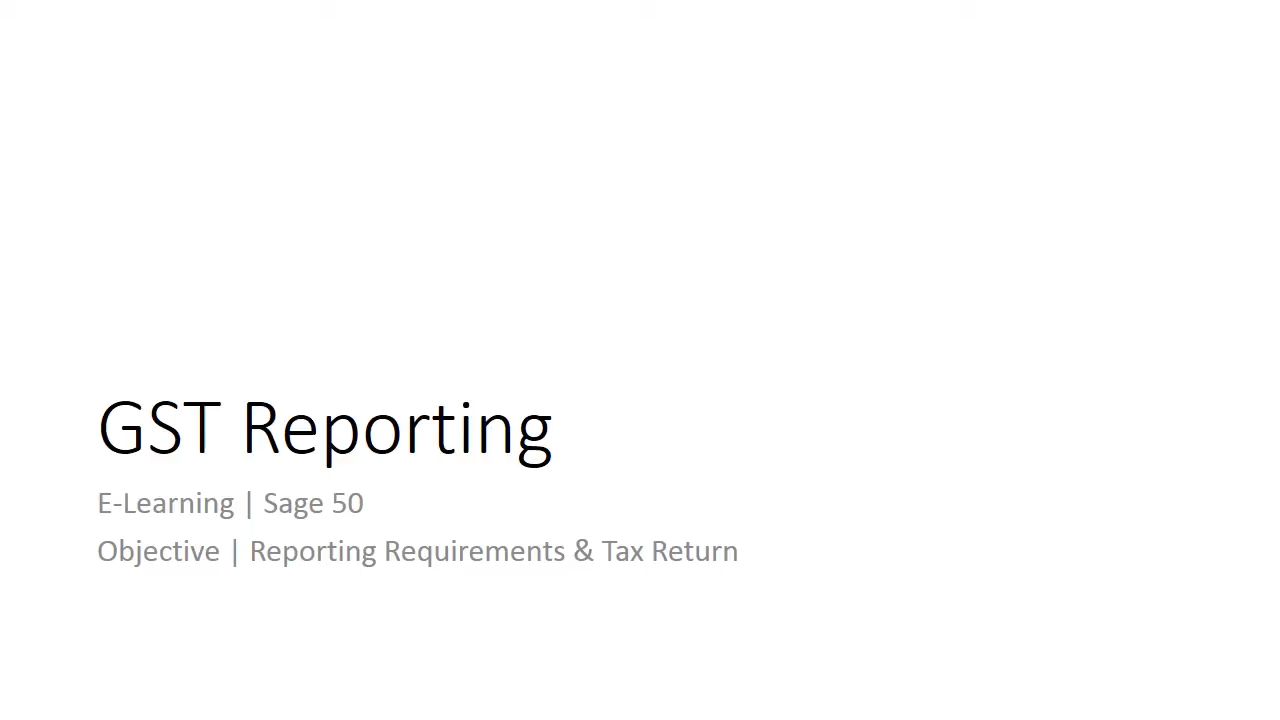 GST Reporting
E-Learning | Sage 50
Objective | Reporting Requirements & Tax Return